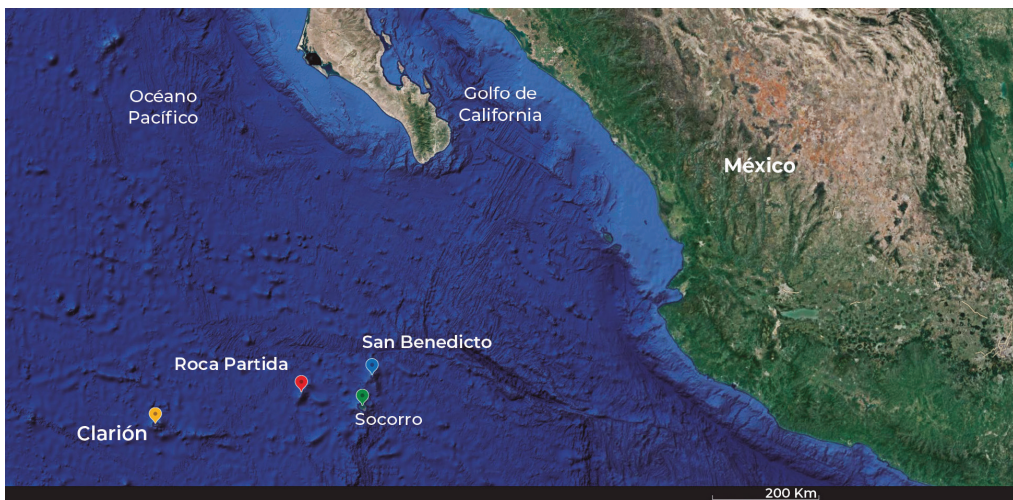 Océano
Pacífico
Golfo de
California
México
San Benedicto
Roca Partida
Socorro
Clarión
200 Km